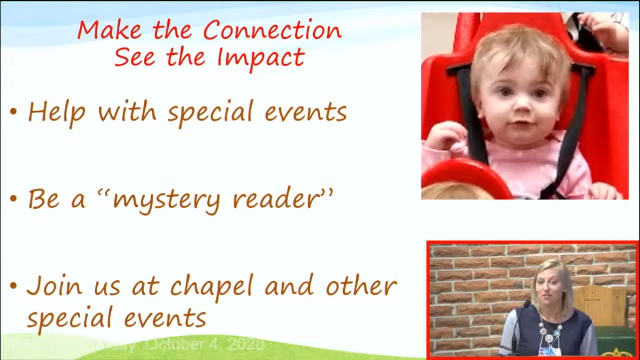 Make the Connection
See the Impact
• Help with special events
• Be a “mystery reader”
• Join us at chapel and other
special events
October 4, 2020